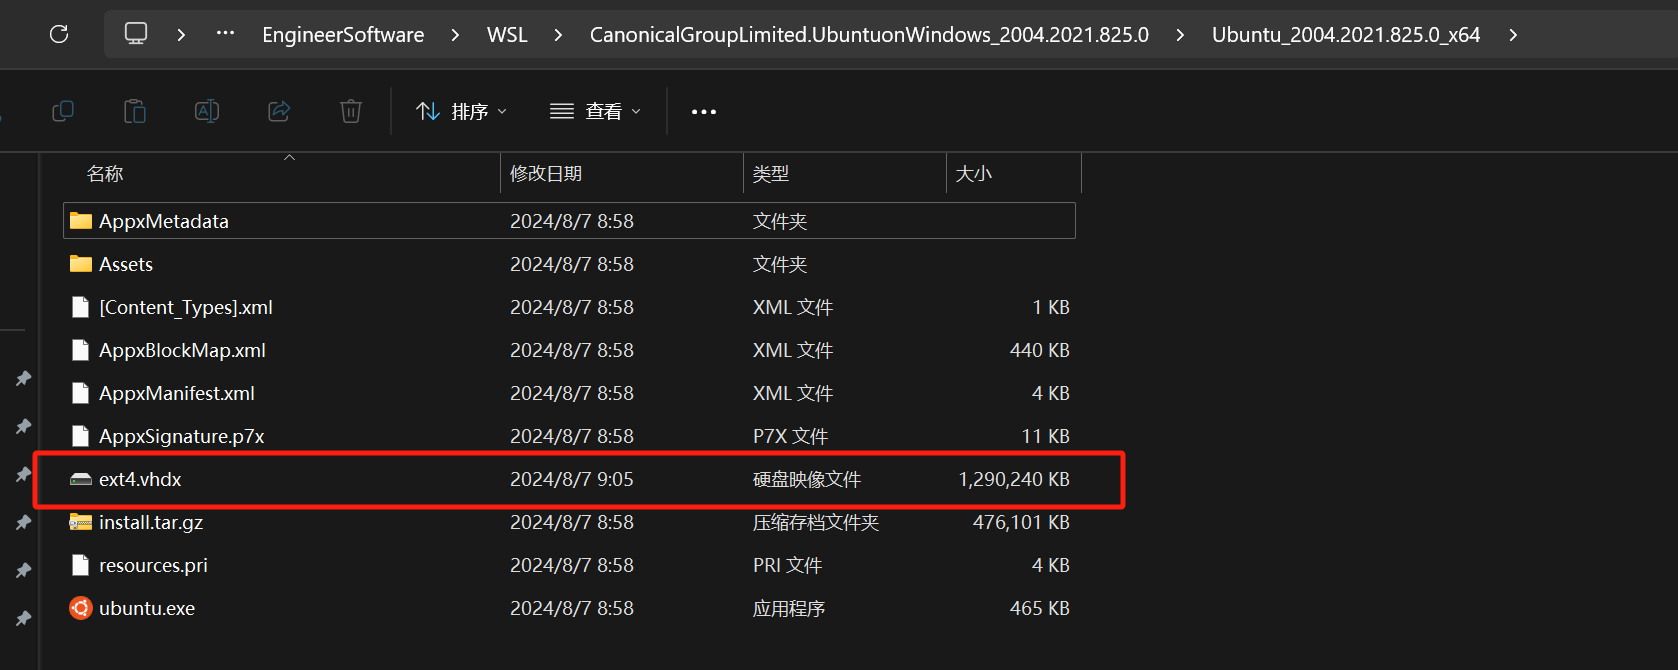 EngineerSoftware > WSL > CanonicalGroupLimited.UbuntuonWindows_2004.2021.825.0 > Ubuntu_2004.2021.825.0_x64 >
排序 查看
名称 修改日期 类型 大小
AppxMetadata 2024/8/7 8:58 文件夹
Assets 2024/8/7 8:58 文件夹
[Content_Types].xml 2024/8/7 8:58 XML 文件 1 KB
AppxBlockMap.xml 2024/8/7 8:58 XML 文件 440 KB
AppxManifest.xml 2024/8/7 8:58 XML 文件 4 KB
AppxSignature.p7x 2024/8/7 8:58 P7X 文件 11 KB
ext4.vhdx 2024/8/7 9:05 硬盘映像文件 1,290,240 KB
install.tar.gz 2024/8/7 8:58 压缩存档文件夹 476,101 KB
resources.pri 2024/8/7 8:58 PRI 文件 4 KB
ubuntu.exe 2024/8/7 8:58 应用程序 465 KB